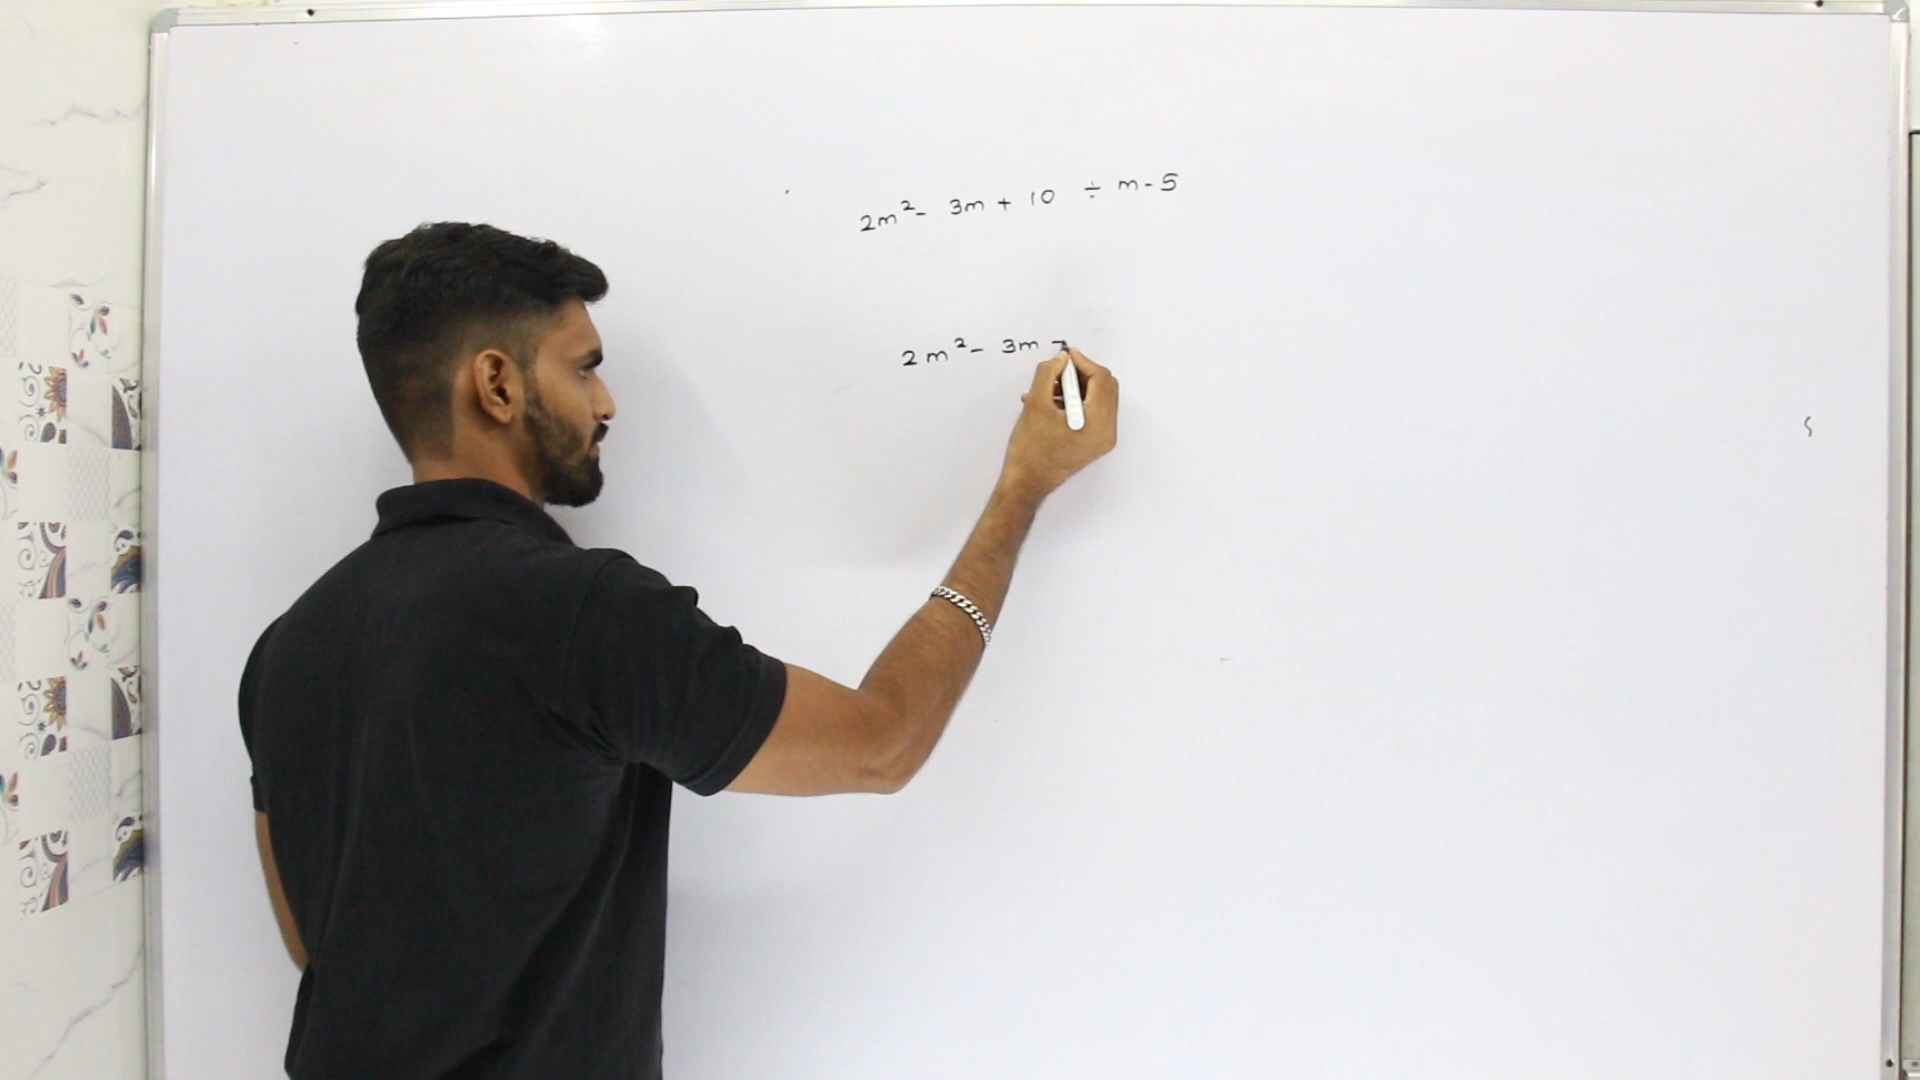 2m² - 3m + 10 ÷ m - 5
2m² - 3m +